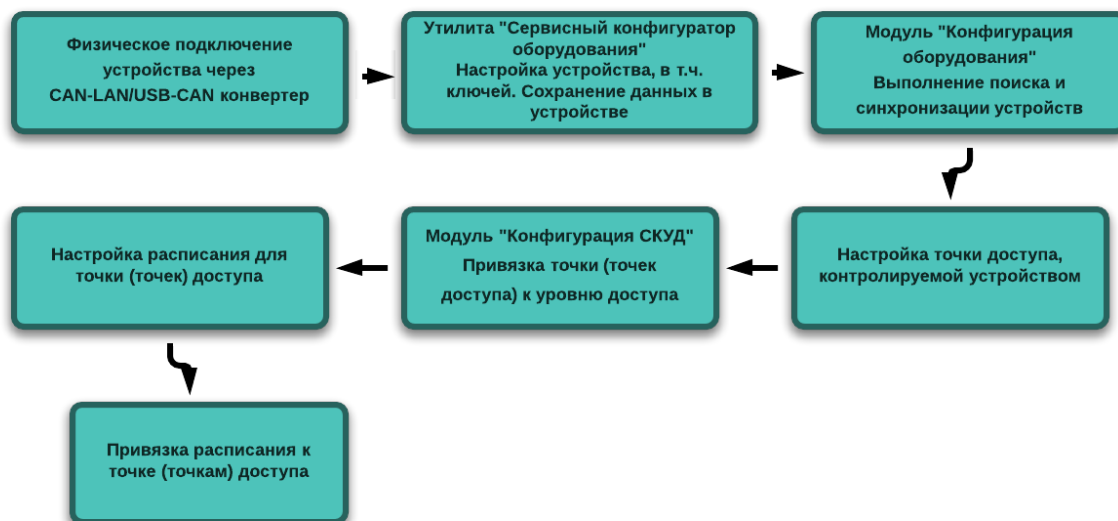 Физическое подключение
устройства через
CAN-LAN/USB-CAN конвертер
Утилита "Сервисный конфигуратор
оборудования"
Настройка устройства, в т.ч.
ключей. Сохранение данных в
устройстве
Модуль "Конфигурация
оборудования"
Выполнение поиска и
синхронизации устройств
Настройка точки доступа,
контролируемой устройством
Модуль "Конфигурация СКУД"
Привязка точки (точек
доступа) к уровню доступа
Настройка расписания для
точки (точек) доступа
Привязка расписания к
точке (точкам) доступа